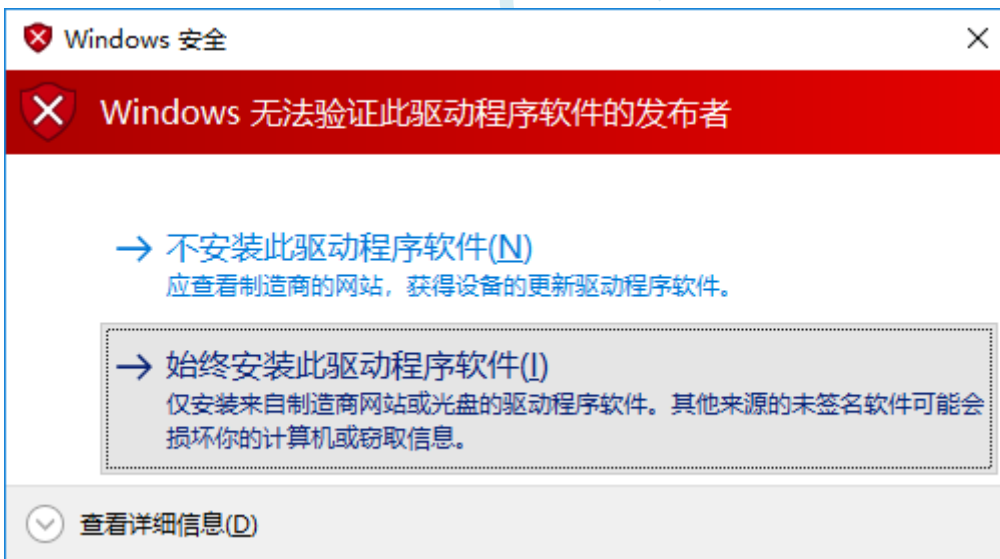 Windows 安全
Windows 无法验证此驱动程序软件的发布者
不安装此驱动程序软件(N)
应查看制造商的网站，获得设备的更新驱动程序软件。
始终安装此驱动程序软件(I)
仅安装来自制造商网站或光盘的驱动程序软件。其他来源的未签名软件可能会
损坏你的计算机或窃取信息。
查看详细信息(D)